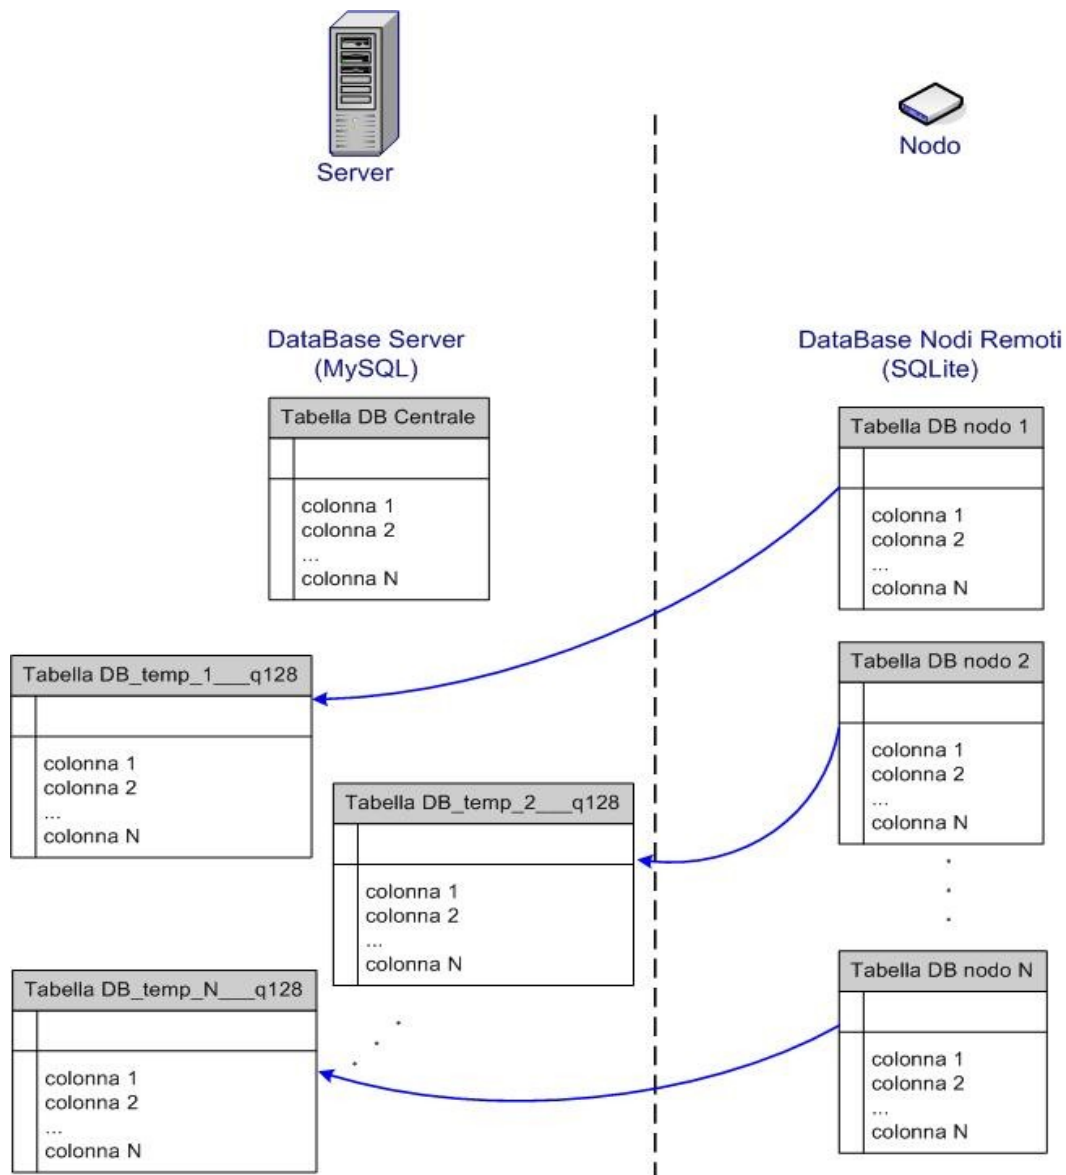 Server
Nodo
DataBase Server
(MySQL)
DataBase Nodi Remoti
(SQLite)
Tabella DB Centrale
colonna 1
colonna 2
...
colonna N
Tabella DB nodo 1
colonna 1
colonna 2
...
colonna N
Tabella DB_temp_1___q128
colonna 1
colonna 2
...
colonna N
Tabella DB nodo 2
colonna 1
colonna 2
...
colonna N
Tabella DB_temp_2___q128
colonna 1
colonna 2
...
colonna N
Tabella DB_temp_N___q128
colonna 1
colonna 2
...
colonna N
Tabella DB nodo N
colonna 1
colonna 2
...
colonna N